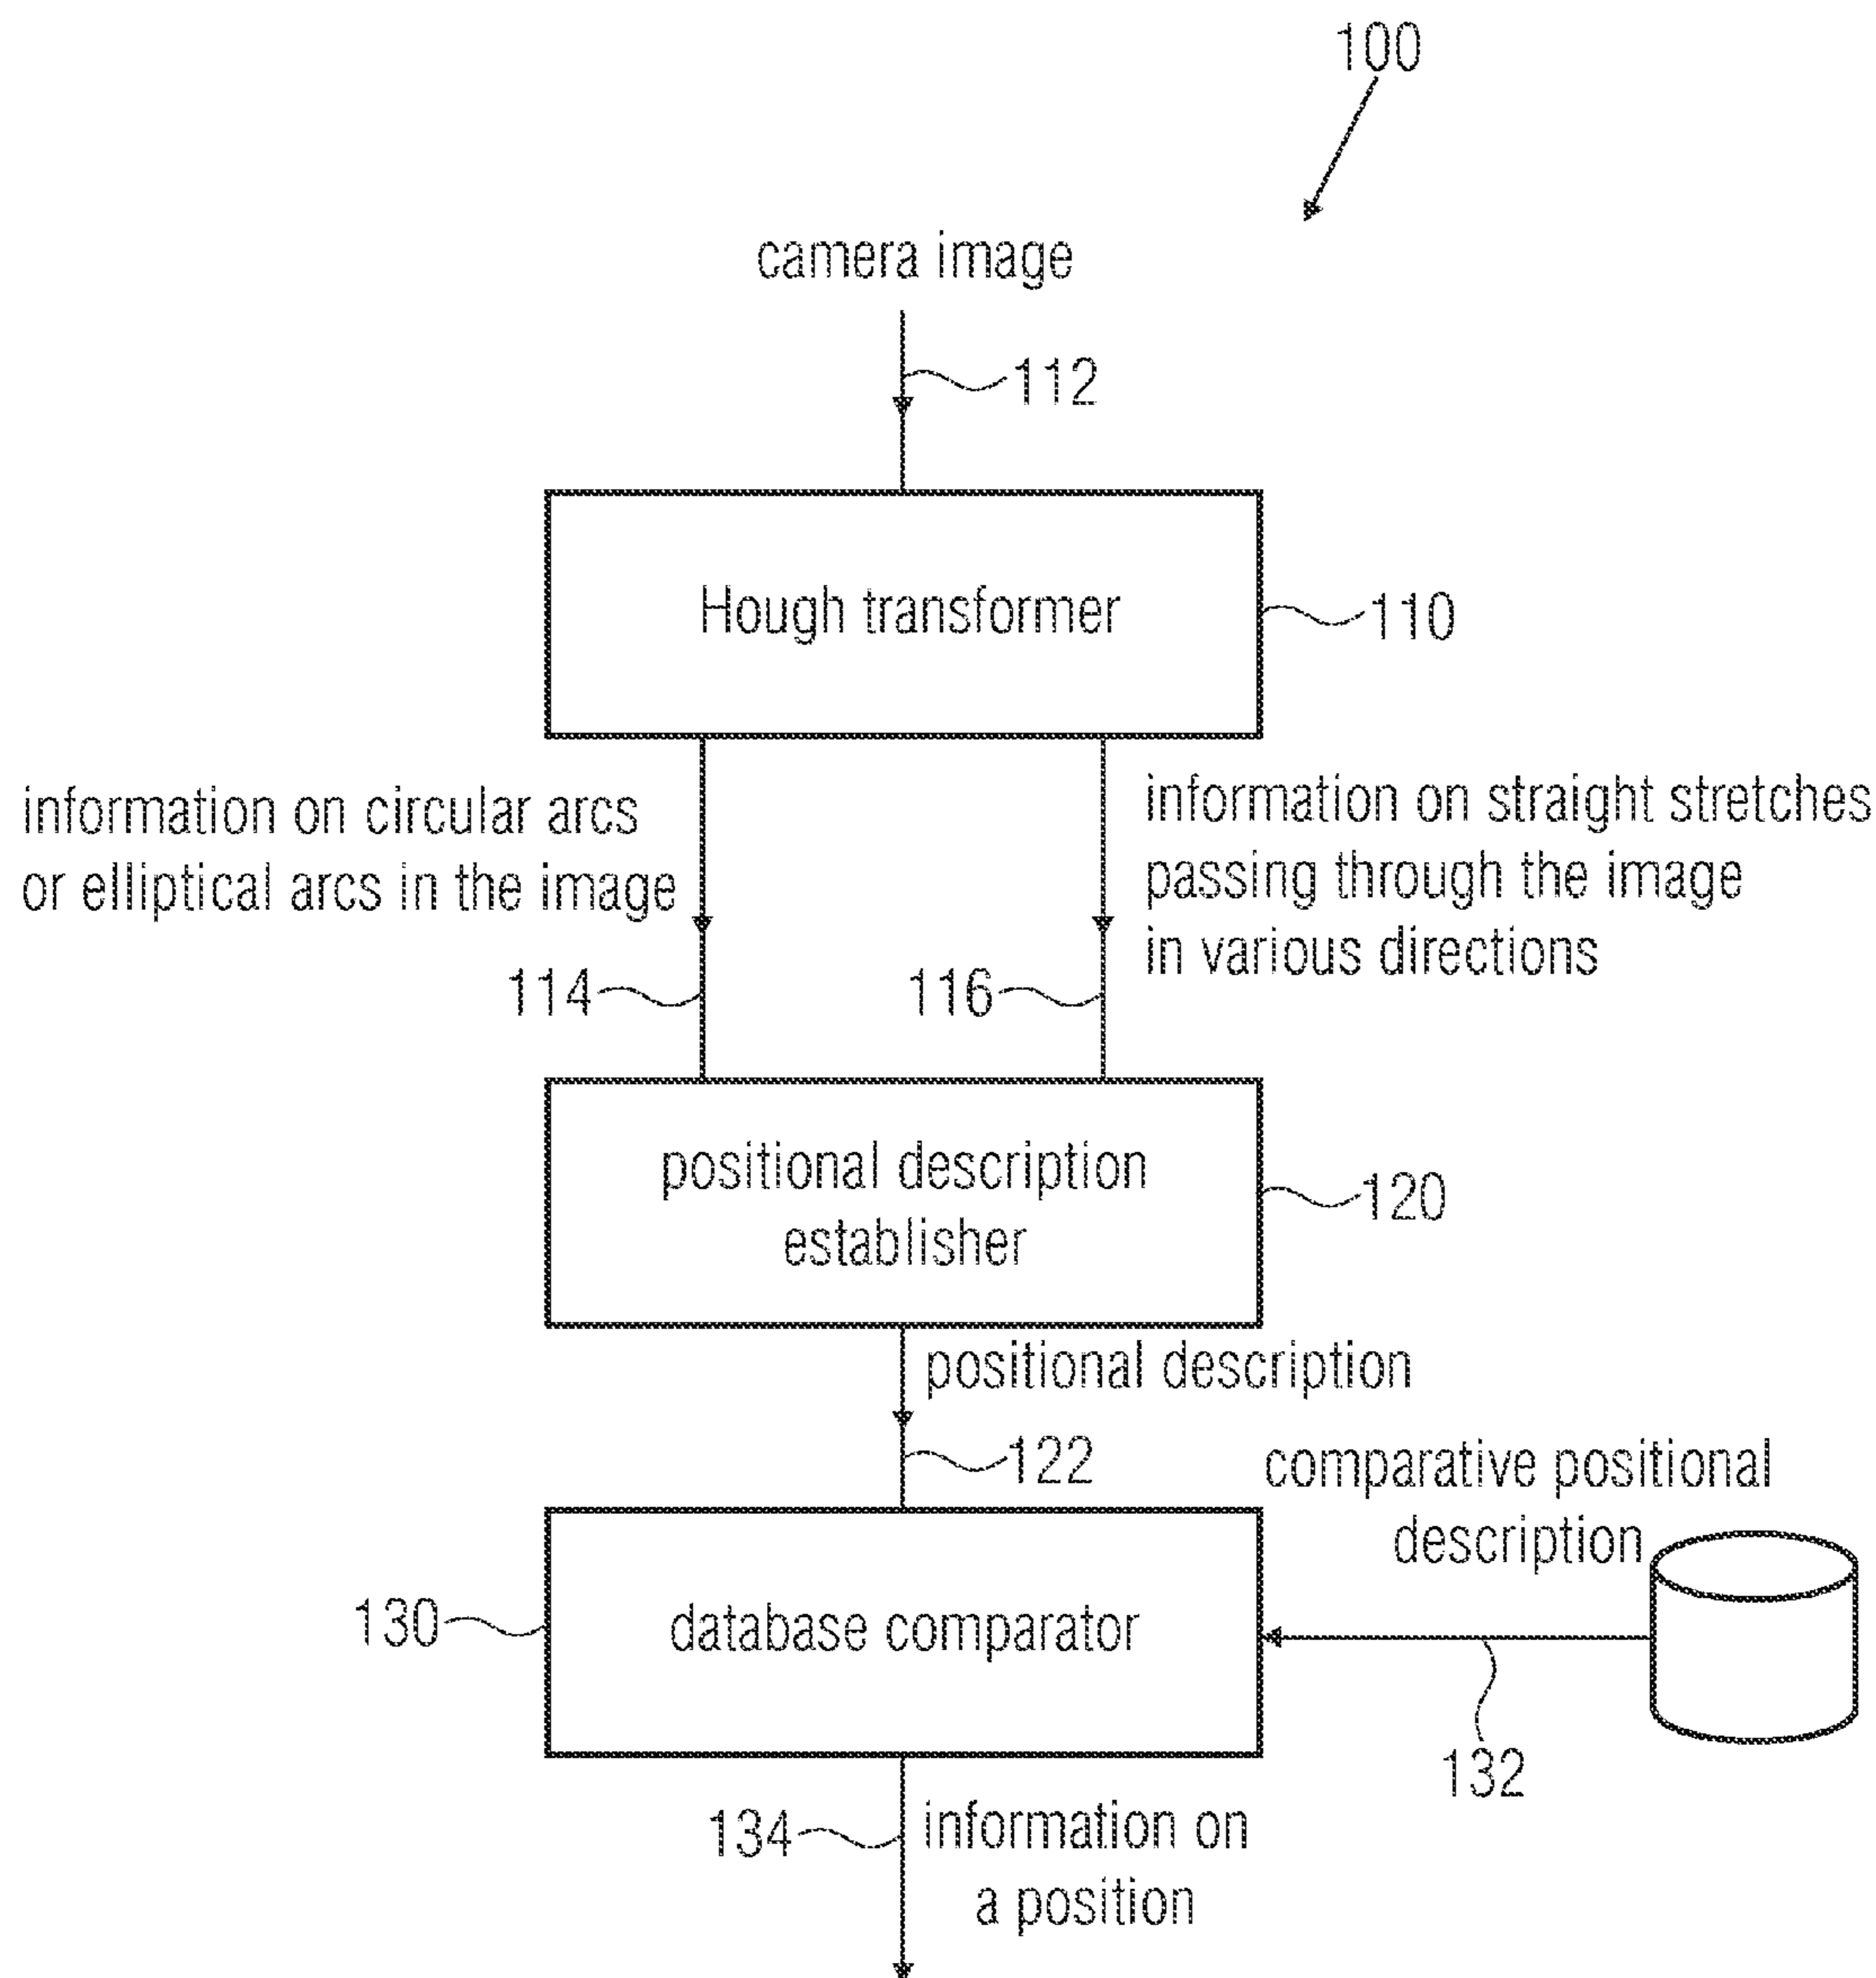 100
camera image
112
Hough transformer
110
information on circular arcs
or elliptical arcs in the image
information on straight stretches
passing through the image
in various directions
114
116
positional description
establisher
120
positional description
122
comparative positional
description
130
database comparator
132
134
information on
a position